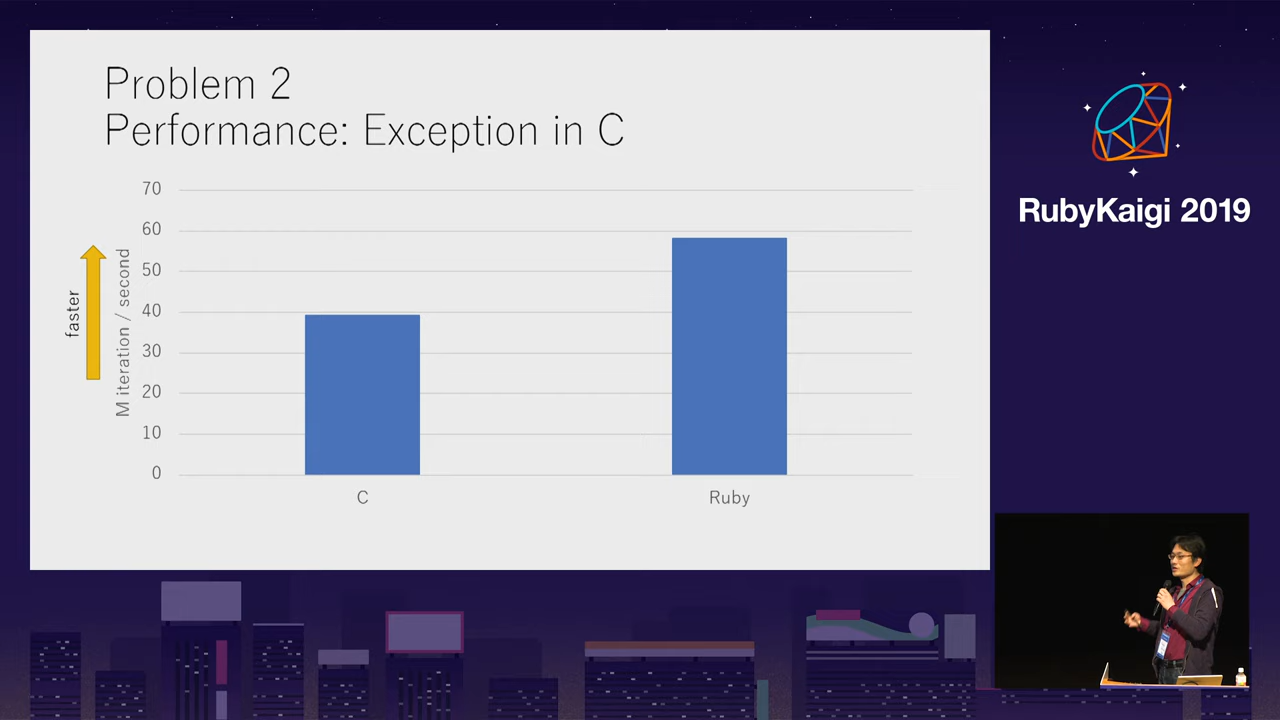 Problem 2
Performance: Exception in C
70
60
50
40
30
20
10
0
M iteration / second
faster
C
Ruby
RubyKaigi 2019